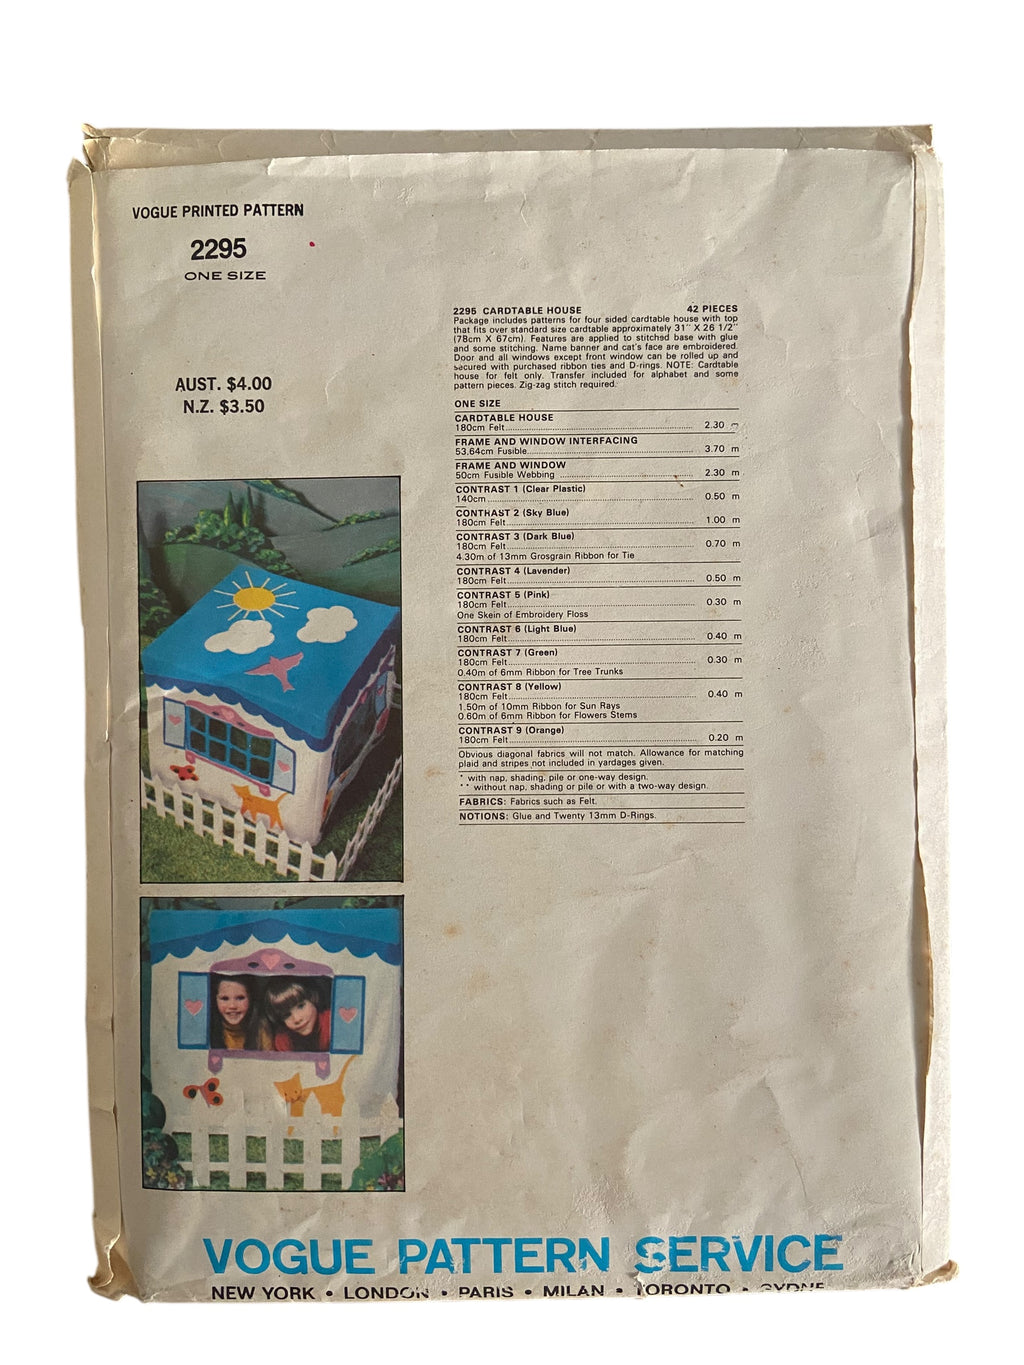 VOGUE PRINTED PATTERN
2295
ONE SIZE
AUST. $4.00
N.Z. $3.50
2295 CARDTABLE HOUSE 42 PIECES
Package includes patterns for four sided cardtable house with top
that fits over standard size cardtable approximately 31" X 26 1/2"
(78cm X 67cm). Features are applied to stitched base with glue
and some stitching. Name banner and cat's face are embroidered.
Door and all windows except front window can be rolled up and
secured with purchased ribbon ties and D-rings. NOTE: Cardtable
house for felt only. Transfer included for alphabet and some
pattern pieces. Zig-zag stitch required.
ONE SIZE
CARDTABLE HOUSE
180cm Felt 2.30 m
FRAME AND WINDOW INTERFACING
53.64cm Fusible 3.70 m
FRAME AND WINDOW
50cm Fusible Webbing 2.30 m
CONTRAST 1 (Clear Plastic)
140cm 0.50 m
CONTRAST 2 (Sky Blue)
180cm Felt 1.00 m
CONTRAST 3 (Dark Blue)
180cm Felt 0.70 m
4.30m of 13mm Grosgrain Ribbon for Tie
CONTRAST 4 (Lavender)
180cm Felt 0.50 m
CONTRAST 5 (Pink)
180cm Felt 0.30 m
One Skein of Embroidery Floss
CONTRAST 6 (Light Blue)
180cm Felt 0.40 m
CONTRAST 7 (Green)
180cm Felt 0.30 m
0.40m of 6mm Ribbon for Tree Trunks
CONTRAST 8 (Yellow)
180cm Felt 0.40 m
1.50m of 10mm Ribbon for Sun Rays
0.60m of 6mm Ribbon for Flowers Stems
CONTRAST 9 (Orange)
180cm Felt 0.20 m
Obvious diagonal fabrics will not match. Allowance for matching
plaid and stripes not included in yardages given.
* with nap, shading, pile or one-way design.
** without nap, shading or pile or with a two-way design.
FABRICS: Fabrics such as Felt.
NOTIONS: Glue and Twenty 13mm D-Rings.
VOGUE PATTERN SERVICE
NEW YORK • LONDON • PARIS • MILAN • TORONTO •